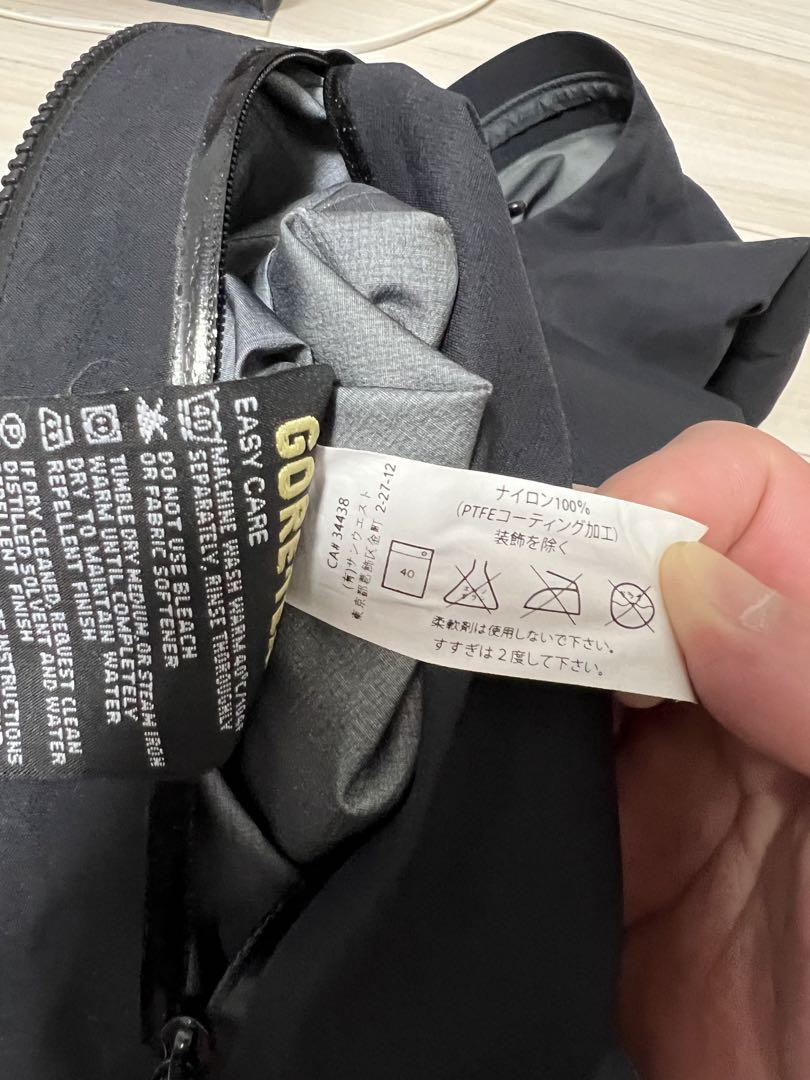 ナイロン100%
(PTFEコーティング加工)
装飾を除く
40
柔軟剤は使用しないで下さい。
すすぎは2度して下さい。
CA# 34438
(有)サンウエスト
東京都葛飾区金町 2-27-12
EASY CARE
40
MACHINE WASH WARM 40°C/
SEPARATELY. RINSE THOROUGHLY
DO NOT USE BLEACH
OR FABRIC SOFTENER
TUMBLE DRY MEDIUM OR STEAM IRON
WARM UNTIL COMPLETELY
DRY TO MAINTAIN WATER
REPELLENT FINISH
P
IF DRY CLEANED, REQUEST CLEAN
DISTILLED SOLVENT AND WATER
FINISH
INSTRUCTIONS